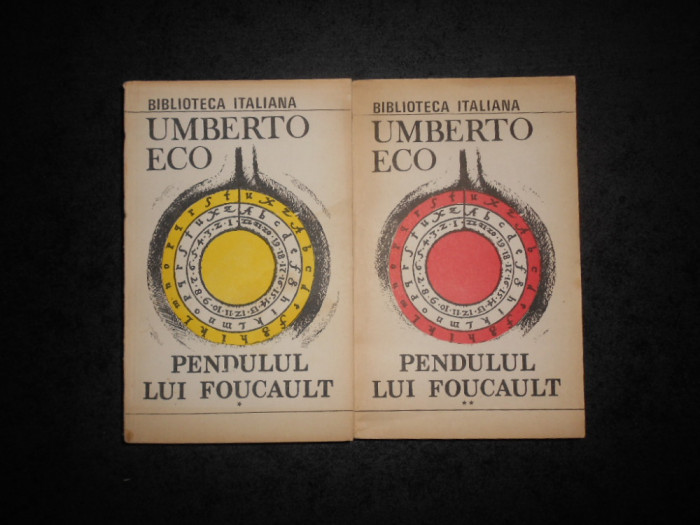 BIBLIOTECA ITALIANA
UMBERTO
ECO
PENDULUL
LUI FOUCAULT
*
BIBLIOTECA ITALIANA
UMBERTO
ECO
PENDULUL
LUI FOUCAULT
**